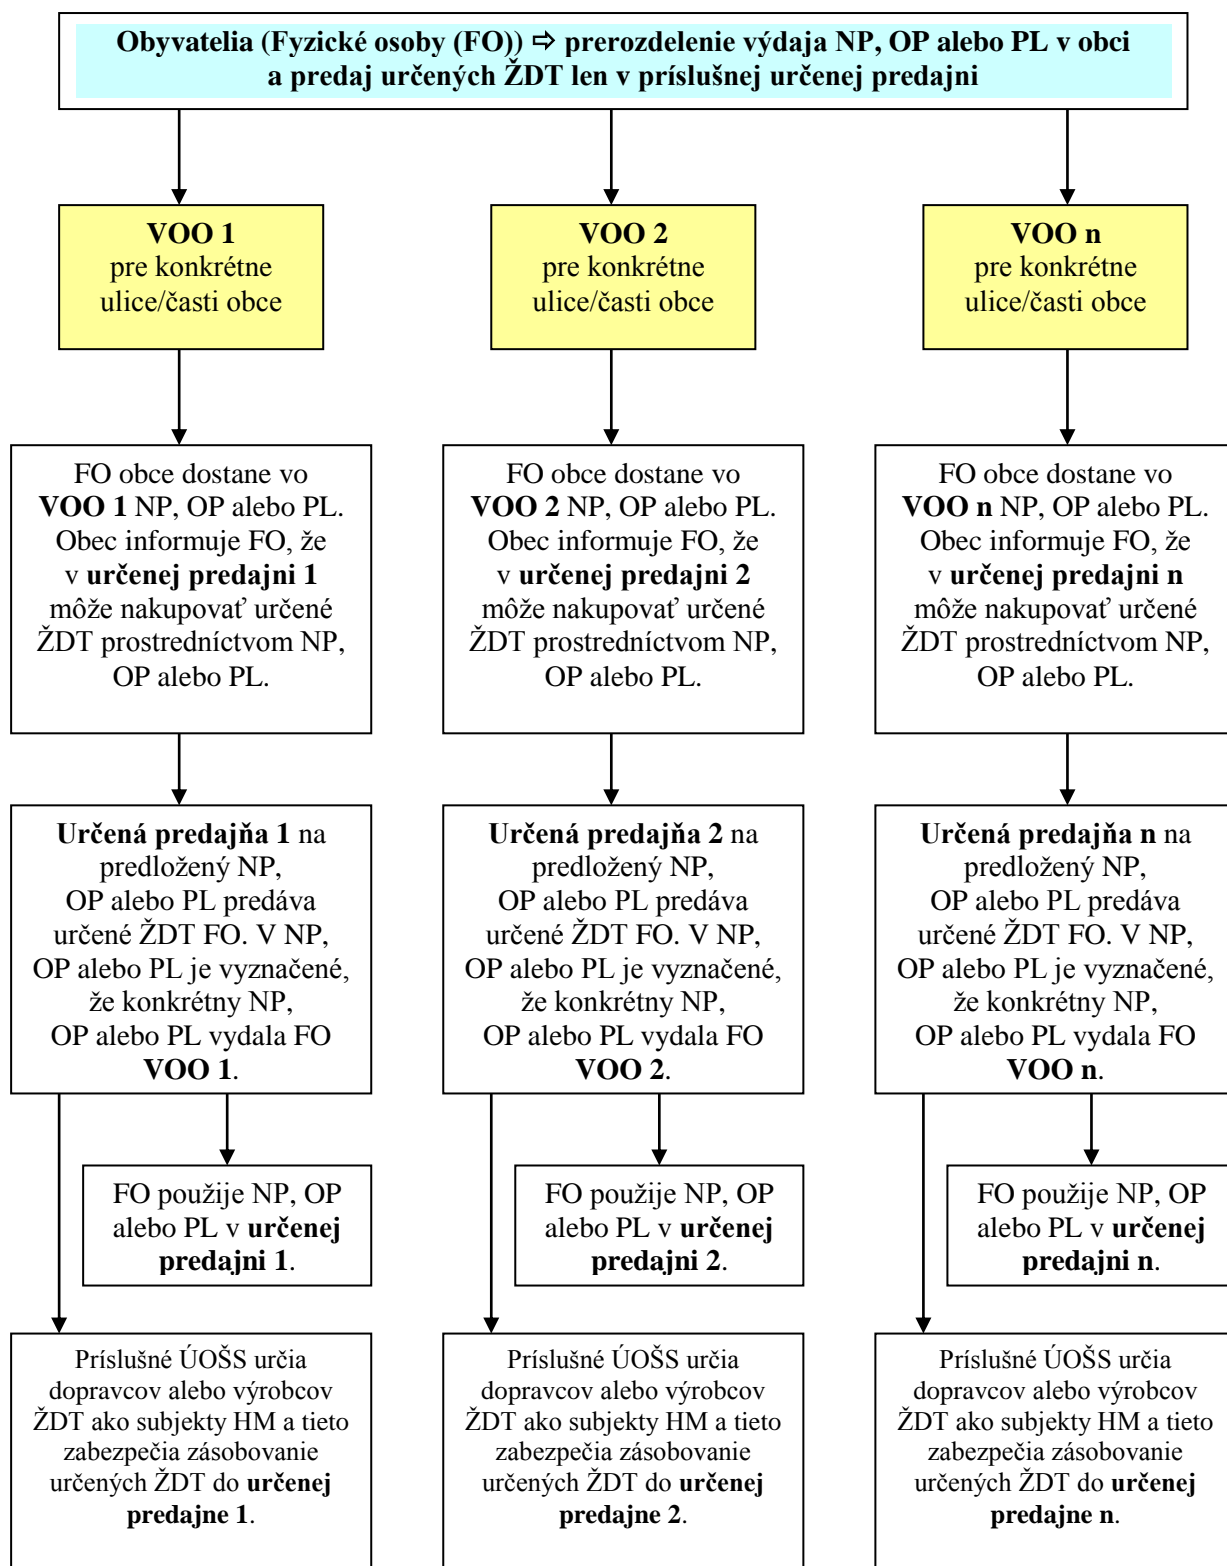 Obyvatelia (Fyzické osoby (FO)) ⇨ prerozdelenie výdaja NP, OP alebo PL v obci
a predaj určených ŽDT len v príslušnej určenej predajni
VOO 1
pre konkrétne
ulice/časti obce
VOO 2
pre konkrétne
ulice/časti obce
VOO n
pre konkrétne
ulice/časti obce
FO obce dostane vo
VOO 1 NP, OP alebo PL.
Obec informuje FO, že
v určenej predajni 1
môže nakupovať určené
ŽDT prostredníctvom NP,
OP alebo PL.
FO obce dostane vo
VOO 2 NP, OP alebo PL.
Obec informuje FO, že
v určenej predajni 2
môže nakupovať určené
ŽDT prostredníctvom NP,
OP alebo PL.
FO obce dostane vo
VOO n NP, OP alebo PL.
Obec informuje FO, že
v určenej predajni n
môže nakupovať určené
ŽDT prostredníctvom NP,
OP alebo PL.
Určená predajňa 1 na
predložený NP,
OP alebo PL predáva
určené ŽDT FO. V NP,
OP alebo PL je vyznačené,
že konkrétny NP,
OP alebo PL vydala FO
VOO 1.
Určená predajňa 2 na
predložený NP,
OP alebo PL predáva
určené ŽDT FO. V NP,
OP alebo PL je vyznačené,
že konkrétny NP,
OP alebo PL vydala FO
VOO 2.
Určená predajňa n na
predložený NP,
OP alebo PL predáva
určené ŽDT FO. V NP,
OP alebo PL je vyznačené,
že konkrétny NP,
OP alebo PL vydala FO
VOO n.
FO použije NP, OP
alebo PL v určenej
predajni 1.
FO použije NP, OP
alebo PL v určenej
predajni 2.
FO použije NP, OP
alebo PL v určenej
predajni n.
Príslušné ÚOŠS určia
dopravcov alebo výrobcov
ŽDT ako subjekty HM a tieto
zabezpečia zásobovanie
určených ŽDT do určenej
predajne 1.
Príslušné ÚOŠS určia
dopravcov alebo výrobcov
ŽDT ako subjekty HM a tieto
zabezpečia zásobovanie
určených ŽDT do určenej
predajne 2.
Príslušné ÚOŠS určia
dopravcov alebo výrobcov
ŽDT ako subjekty HM a tieto
zabezpečia zásobovanie
určených ŽDT do určenej
predajne n.